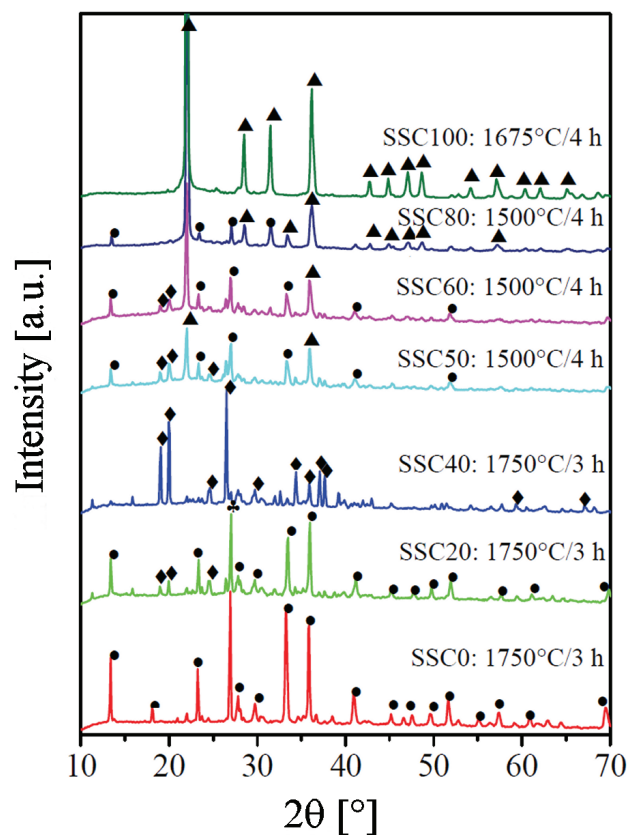 SSC100: 1675°C/4 h
SSC80: 1500°C/4 h
SSC60: 1500°C/4 h
SSC50: 1500°C/4 h
SSC40: 1750°C/3 h
SSC20: 1750°C/3 h
SSC0: 1750°C/3 h
Intensity [a.u.]
10 20 30 40 50 60 70
2θ [°]